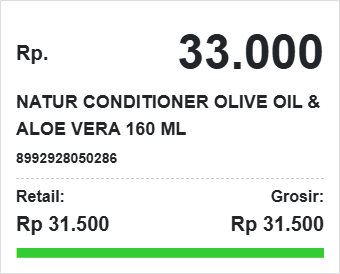 Rp. 33.000
NATUR CONDITIONER OLIVE OIL &
ALOE VERA 160 ML
8992928050286
Retail: Grosir:
Rp 31.500 Rp 31.500